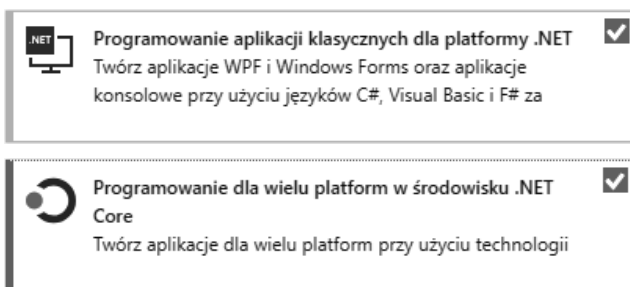 .NET
Programowanie aplikacji klasycznych dla platformy .NET
Twórz aplikacje WPF i Windows Forms oraz aplikacje
konsolowe przy użyciu języków C#, Visual Basic i F# za
Programowanie dla wielu platform w środowisku .NET
Core
Twórz aplikacje dla wielu platform przy użyciu technologii